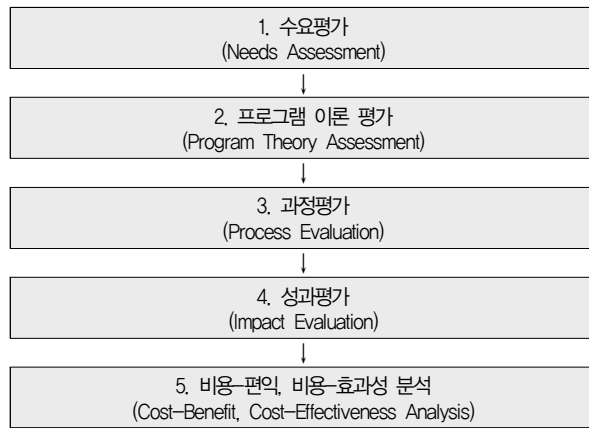 1. 수요평가
(Needs Assessment)
↓
2. 프로그램 이론 평가
(Program Theory Assessment)
↓
3. 과정평가
(Process Evaluation)
↓
4. 성과평가
(Impact Evaluation)
↓
5. 비용-편익, 비용-효과성 분석
(Cost-Benefit, Cost-Effectiveness Analysis)